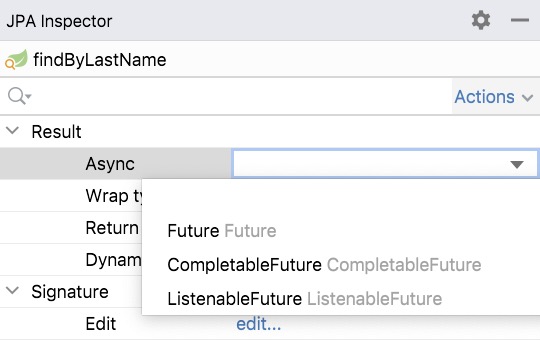 JPA Inspector
findByLastName
Actions
Result
Async
Wrap ty
Return
Future Future
Dynam
CompletableFuture CompletableFuture
Signature
ListenableFuture ListenableFuture
Edit edit...